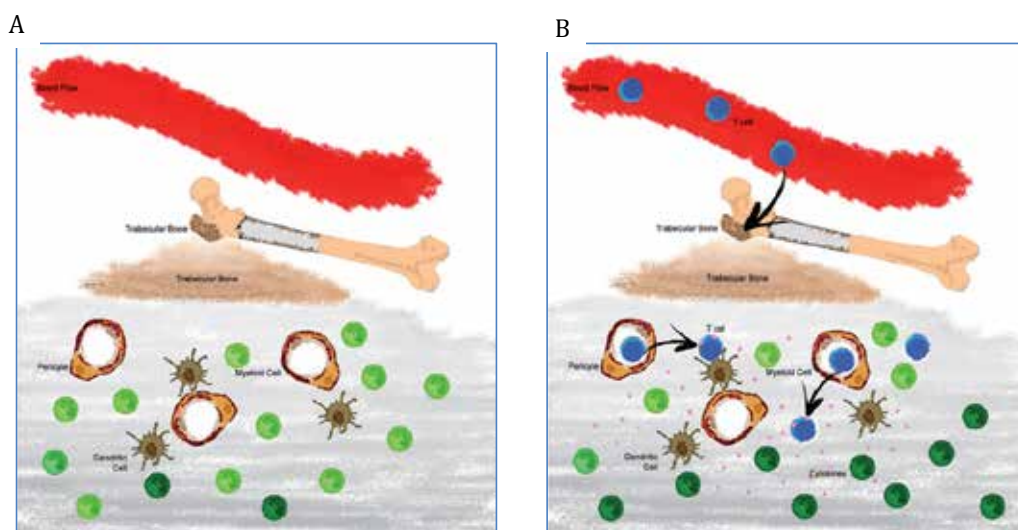 A
Blood Flow
Trabecular Bone
Trabecular Bone
Pericyte
Myeloid Cell
Dendritic
Cell
B
Blood Flow
T cell
Trabecular Bone
Trabecular Bone
T cell
Pericyte
Myeloid Cell
Dendritic
Cell
Cytokines